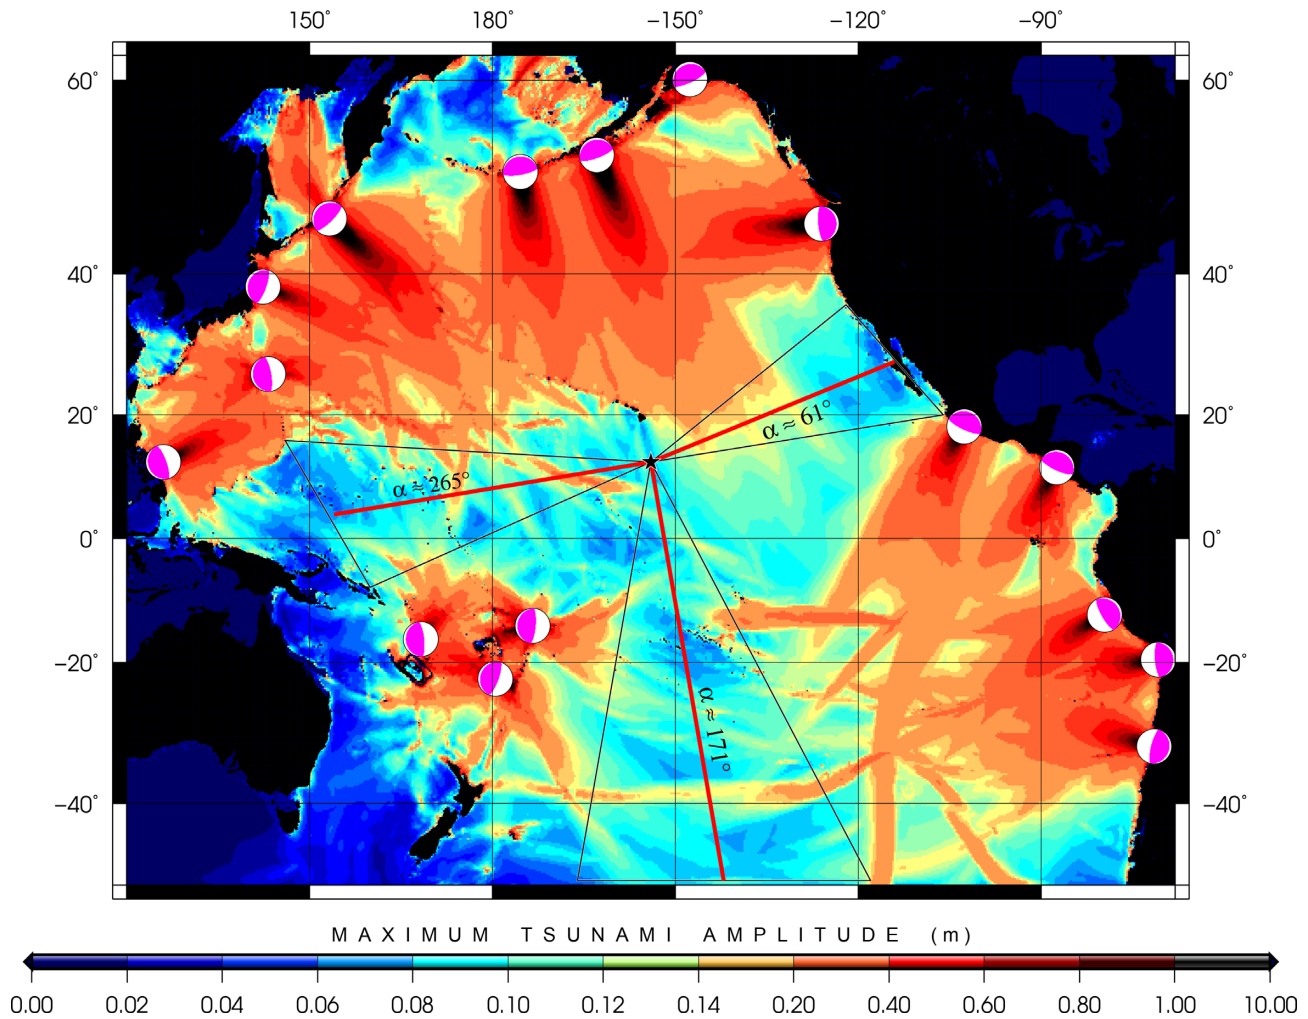 150° 180° −150° −120° −90°
60° 60°
40° 40°
20° 20°
α ≈ 61°
α ≈ 265°
0° 0°
−20° −20°
α ≈ 171°
−40° −40°
MAXIMUM TSUNAMI AMPLITUDE (m)
0.00 0.02 0.04 0.06 0.08 0.10 0.12 0.14 0.20 0.40 0.60 0.80 1.00 10.00